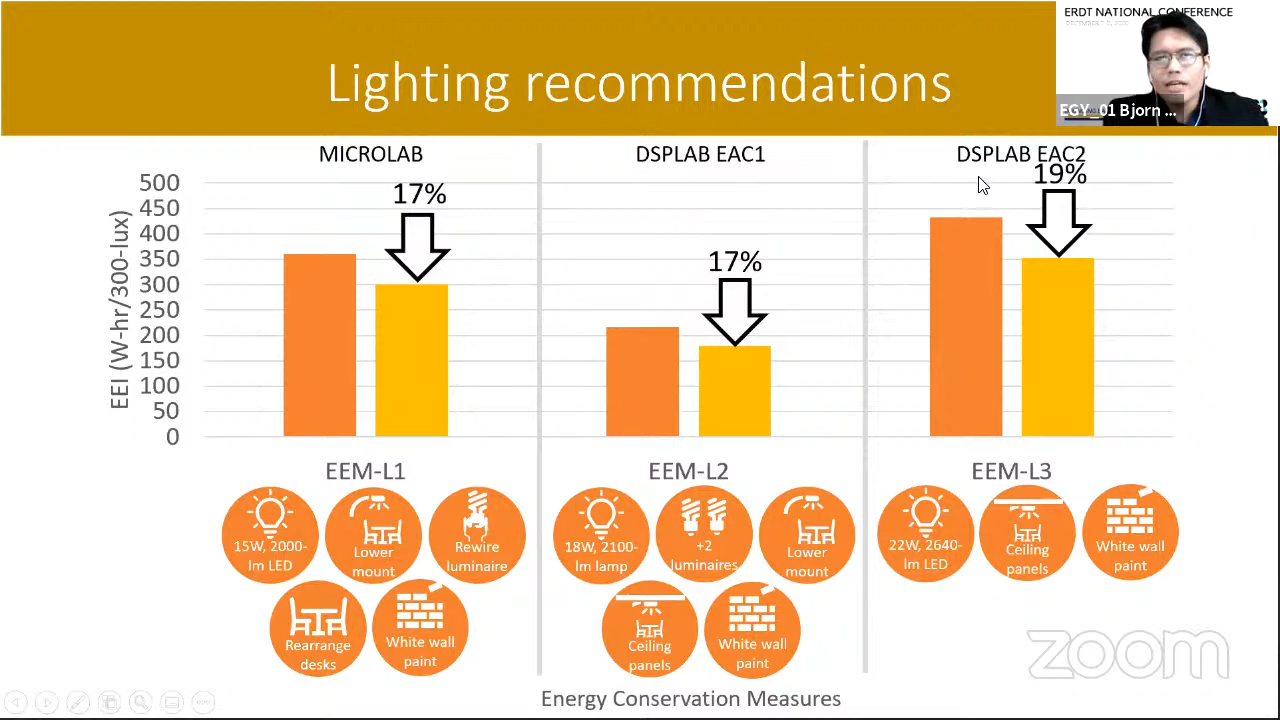 ERDT NATIONAL CONFERENCE
EGY_01 Bjorn ...
Lighting recommendations
MICROLAB
DSPLAB EAC1
DSPLAB EAC2
17%
17%
19%
EEI (W-hr/300-lux)
500
450
400
350
300
250
200
150
100
50
0
EEM-L1
EEM-L2
EEM-L3
15W, 2000-
lm LED
Lower
mount
Rewire
luminaire
Rearrange
desks
White wall
paint
18W, 2100-
lm lamp
+2
luminaires
Lower
mount
Ceiling
panels
White wall
paint
22W, 2640-
lm LED
Ceiling
panels
White wall
paint
Energy Conservation Measures
zoom